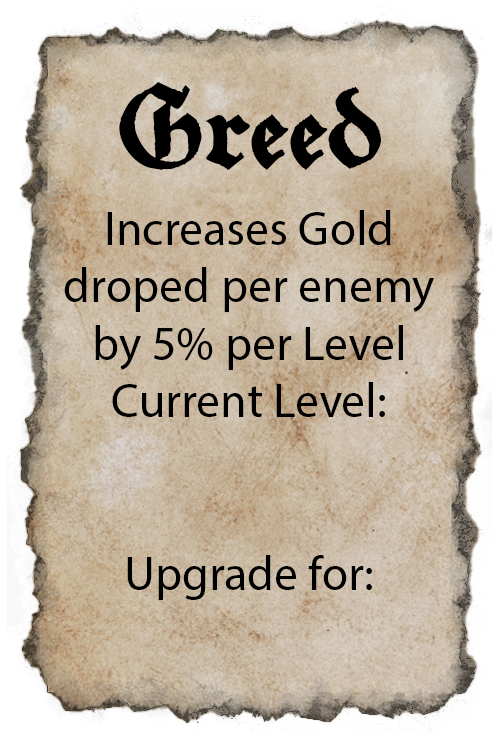 Greed
Increases Gold
droped per enemy
by 5% per Level
Current Level:
Upgrade for: